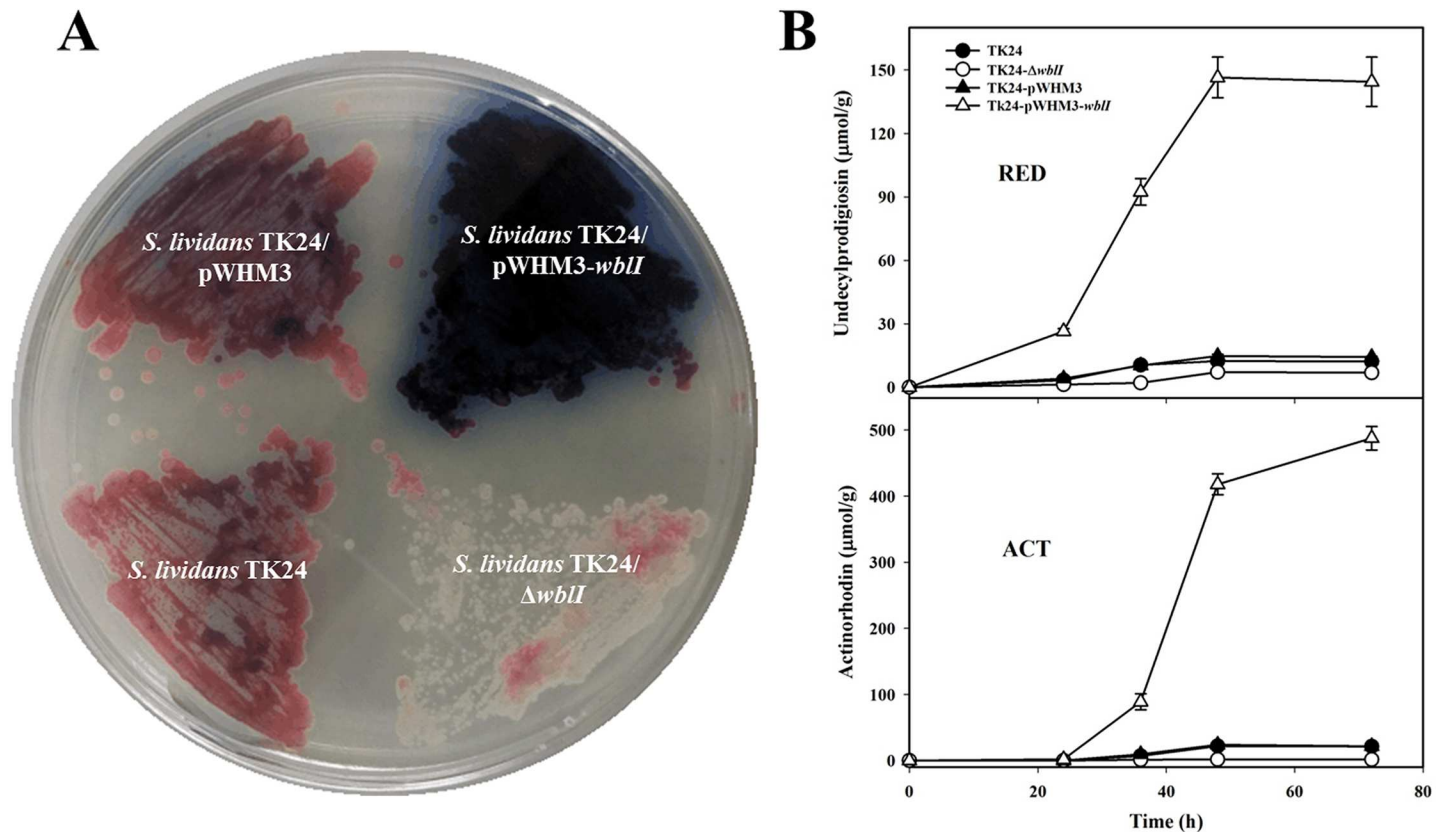 A
S. lividans TK24/
pWHM3
S. lividans TK24/
pWHM3-wblI
S. lividans TK24
S. lividans TK24/
ΔwblI
B
TK24
TK24-ΔwblI
TK24-pWHM3
Tk24-pWHM3-wblI
RED
Undecylprodigiosin (μmol/g)
150
120
90
60
30
0
ACT
Actinorhodin (μmol/g)
500
400
300
200
100
0
0
20
40
60
80
Time (h)